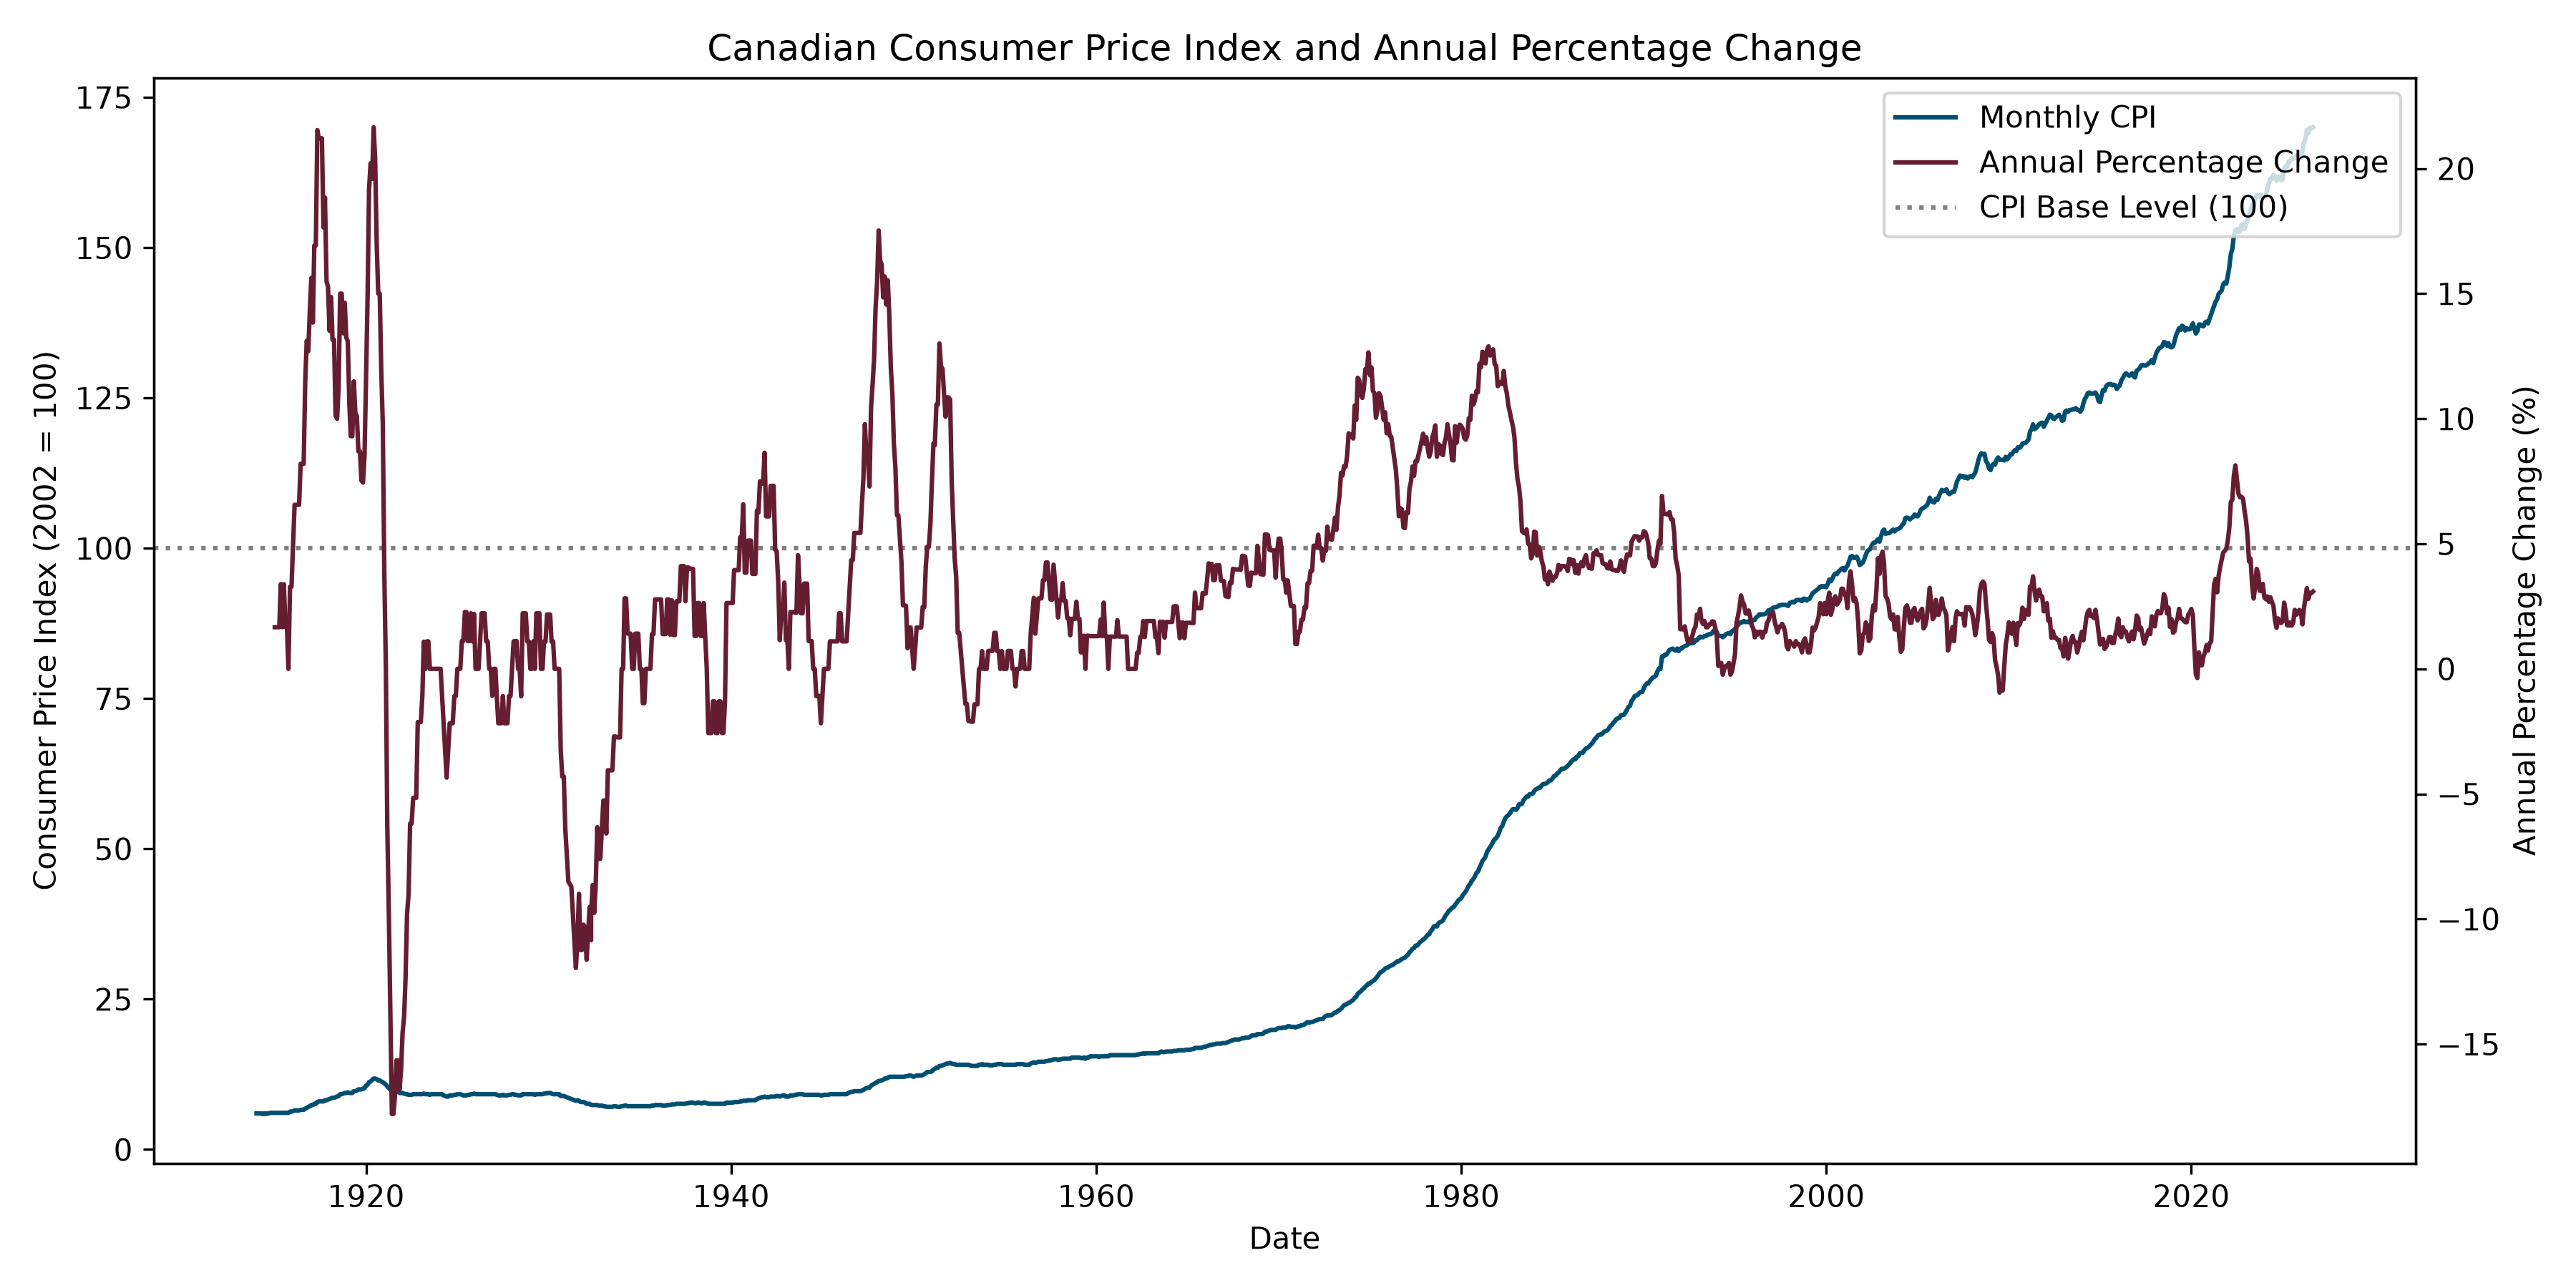 Canadian Consumer Price Index and Annual Percentage Change
Monthly CPI
Annual Percentage Change
CPI Base Level (100)
Consumer Price Index (2002 = 100)
175
150
125
100
75
50
25
0
20
15
10
5
0
−5
−10
−15
Annual Percentage Change (%)
1920 1940 1960 1980 2000 2020
Date